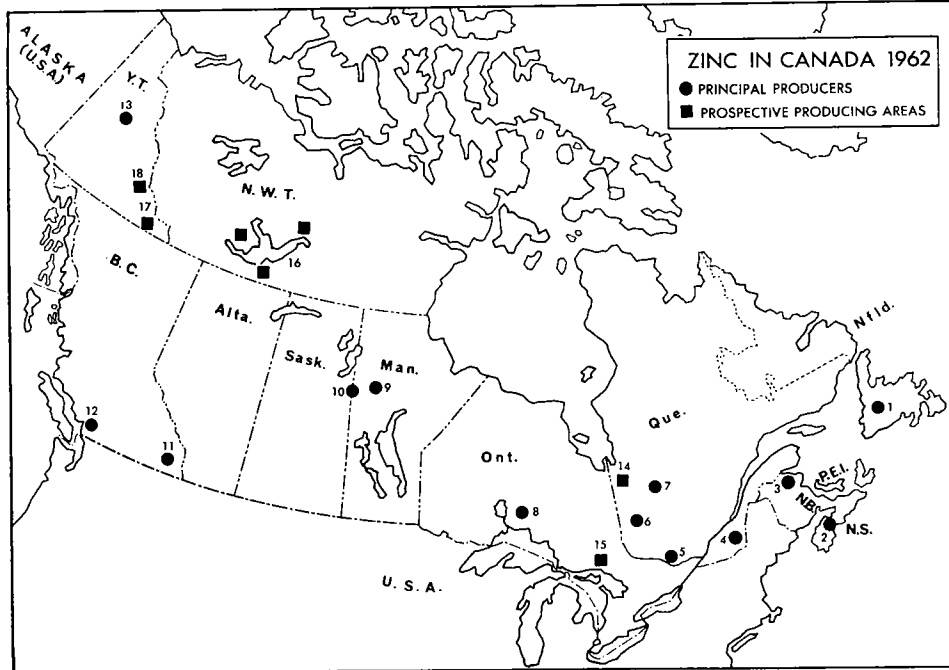 ZINC IN CANADA 1962
PRINCIPAL PRODUCERS
PROSPECTIVE PRODUCING AREAS
ALASKA
(U.S.A)
Y.T.
13
18
17
N.W.T.
16
B.C.
Alta.
Sask.
Man.
10
9
12
11
Ont.
8
15
14
7
6
5
4
Que.
Nfld.
1
P.E.I.
3
N.B.
2
N.S.
U.S.A.